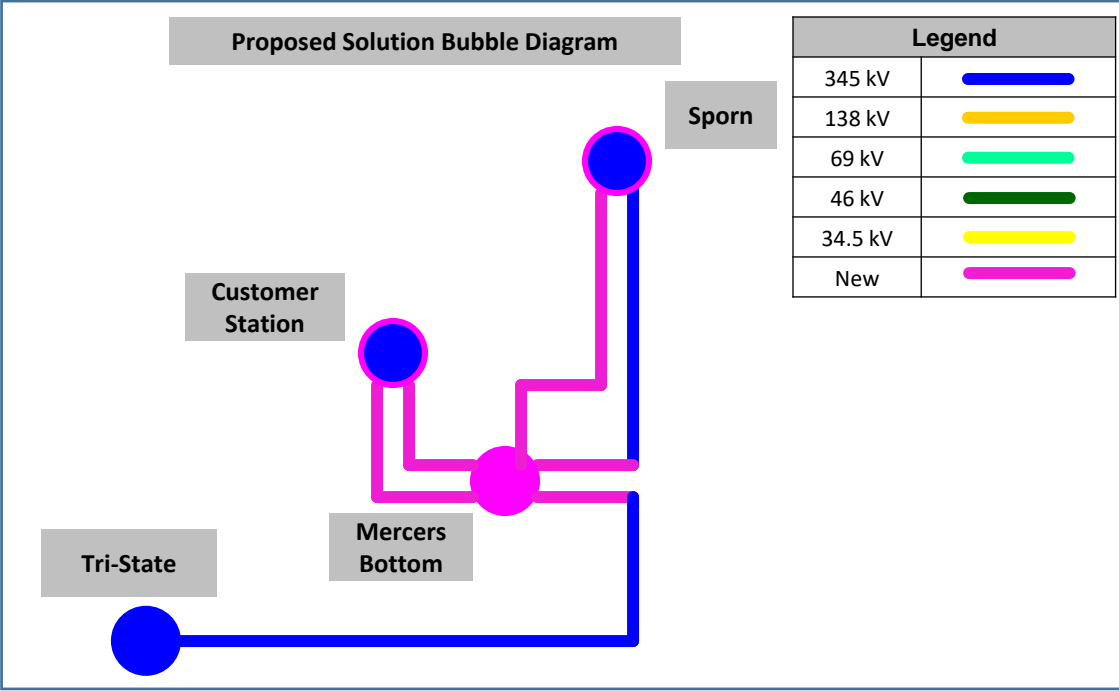 Proposed Solution Bubble Diagram
Legend
345 kV
138 kV
69 kV
46 kV
34.5 kV
New
Sporn
Customer
Station
Mercers
Bottom
Tri-State